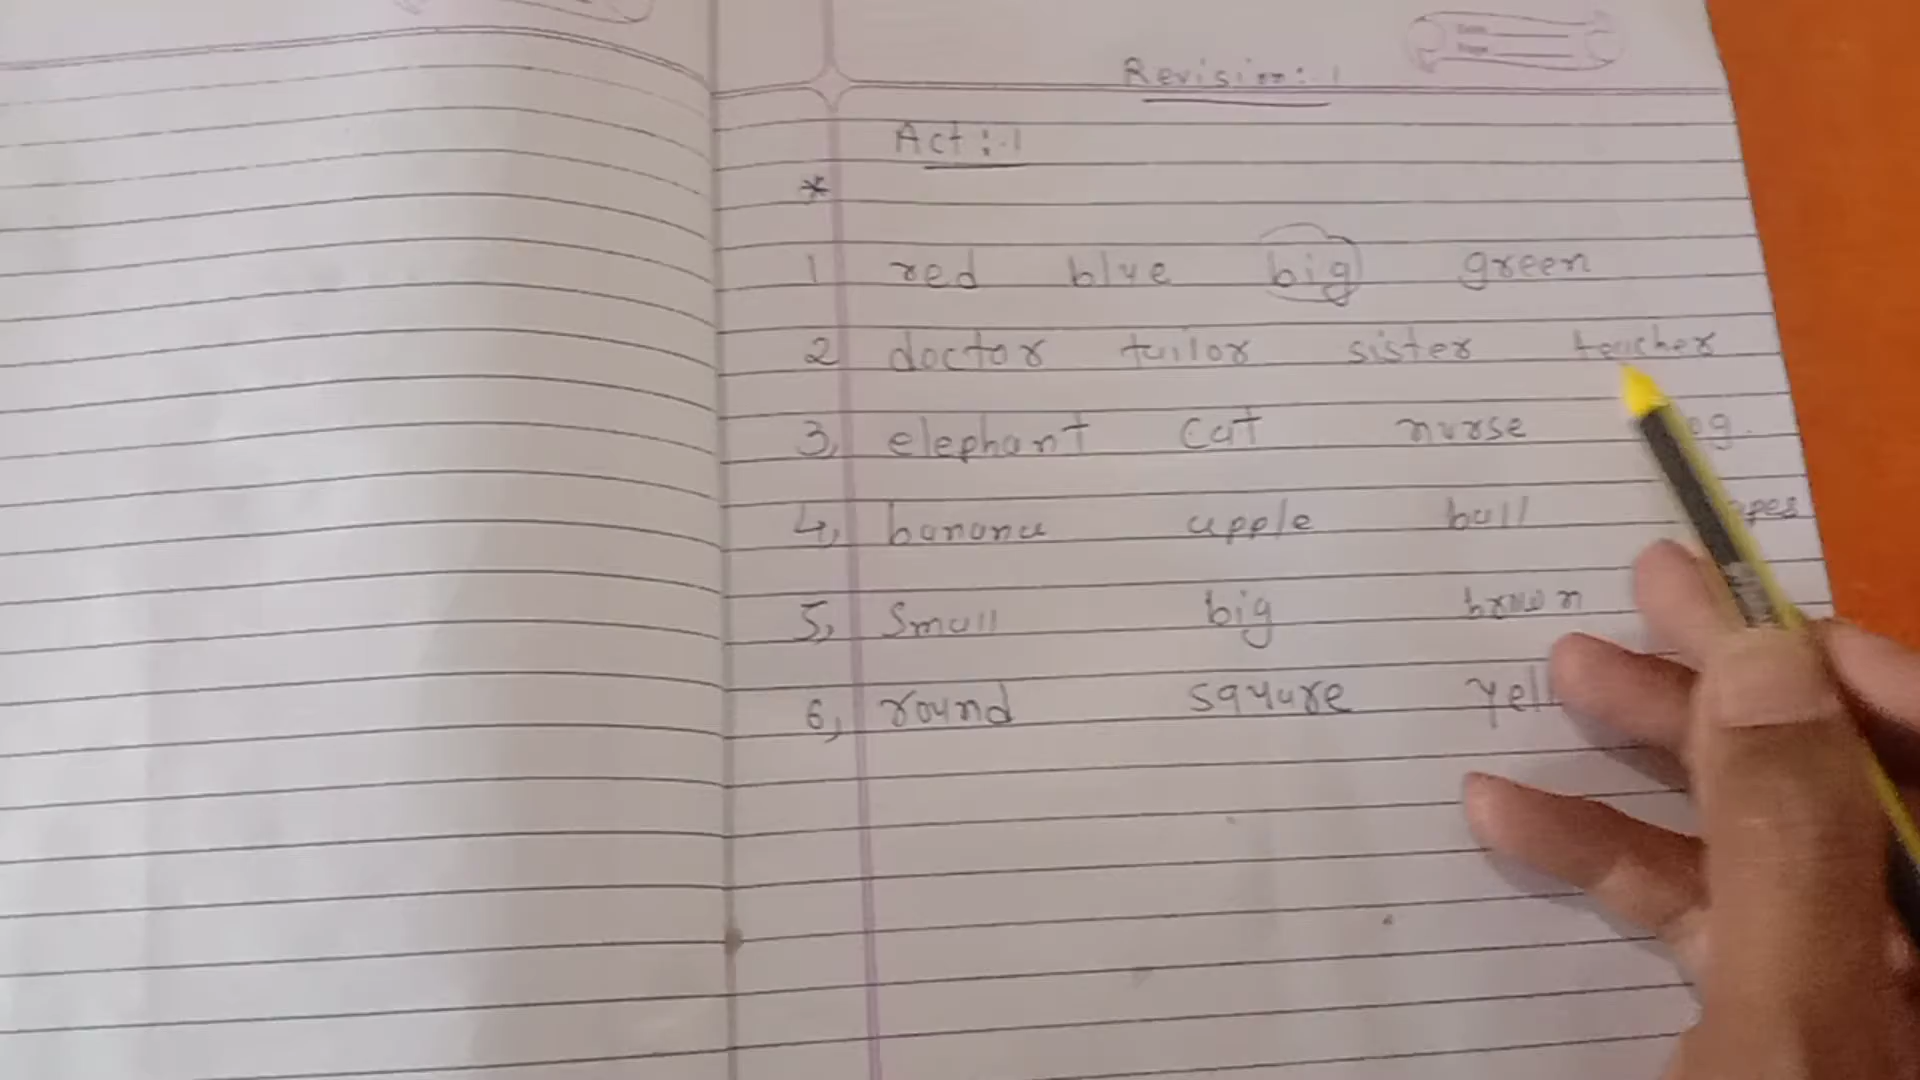 Revision:-1
Act:-1
*
1 red blue big green
2 doctor tailor sister teacher
3, elephant cat nurse
4, banana apple ball
5, Small big brown
6, round square